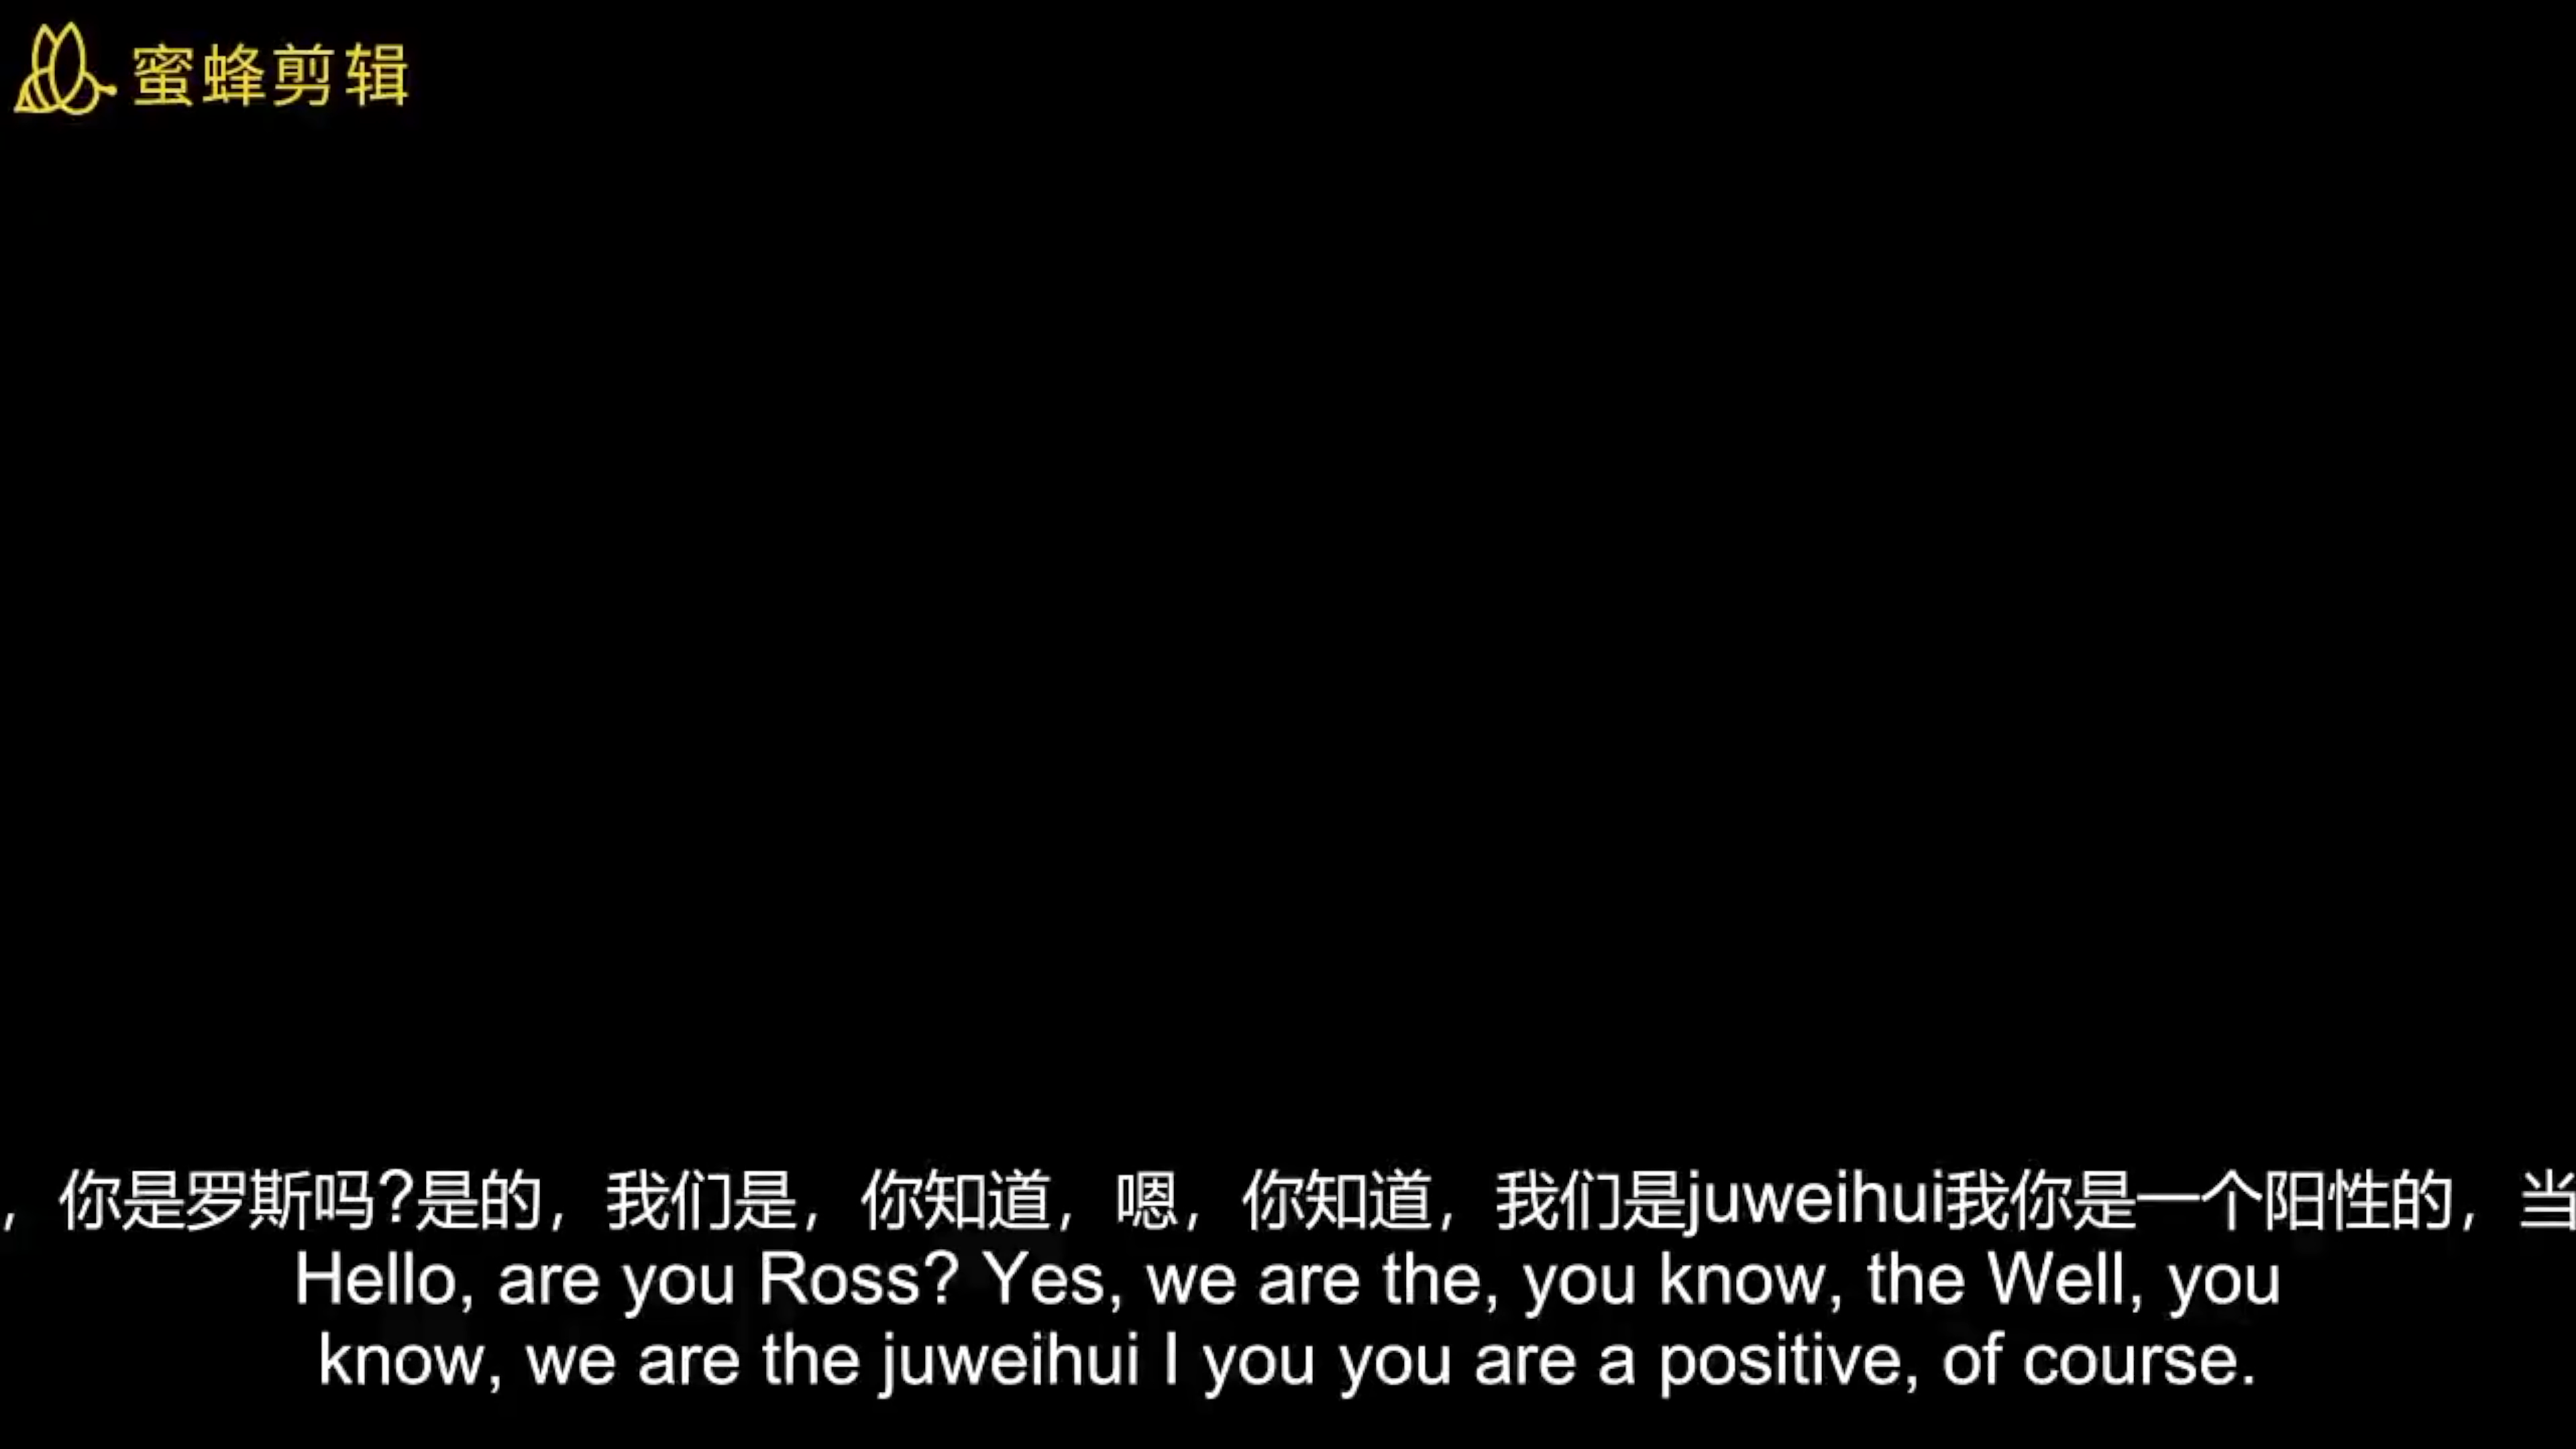 蜜蜂剪辑
，你是罗斯吗?是的，我们是，你知道，嗯，你知道，我们是juweihui我你是一个阳性的，当
Hello, are you Ross? Yes, we are the, you know, the Well, you
know, we are the juweihui I you you are a positive, of course.